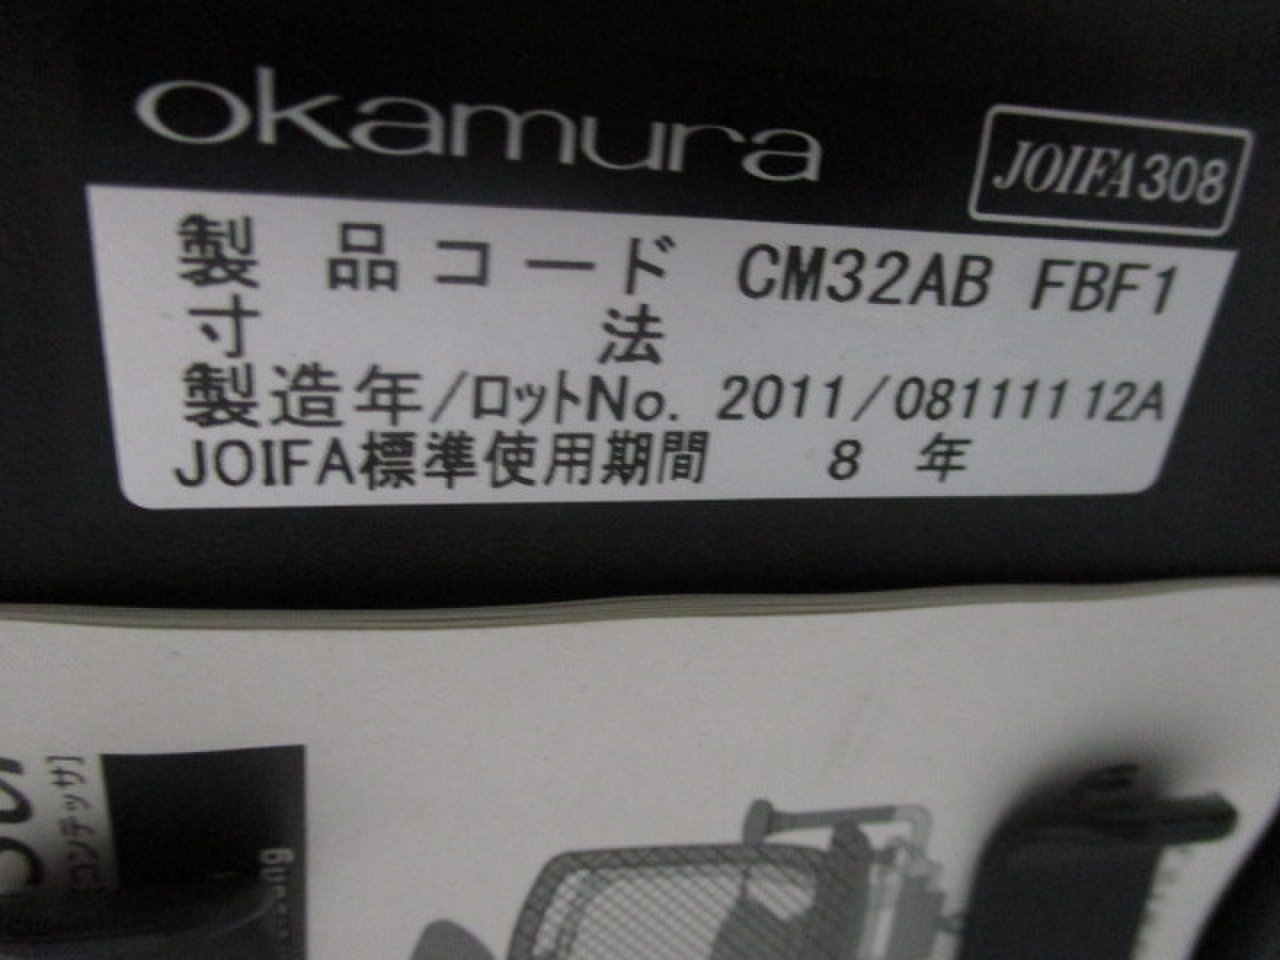 okamura
JOIFA308
製品コード CM32AB FBF1
寸法
製造年/ロットNo. 2011/08111112A
JOIFA標準使用期間 8 年
[コンテッサ]